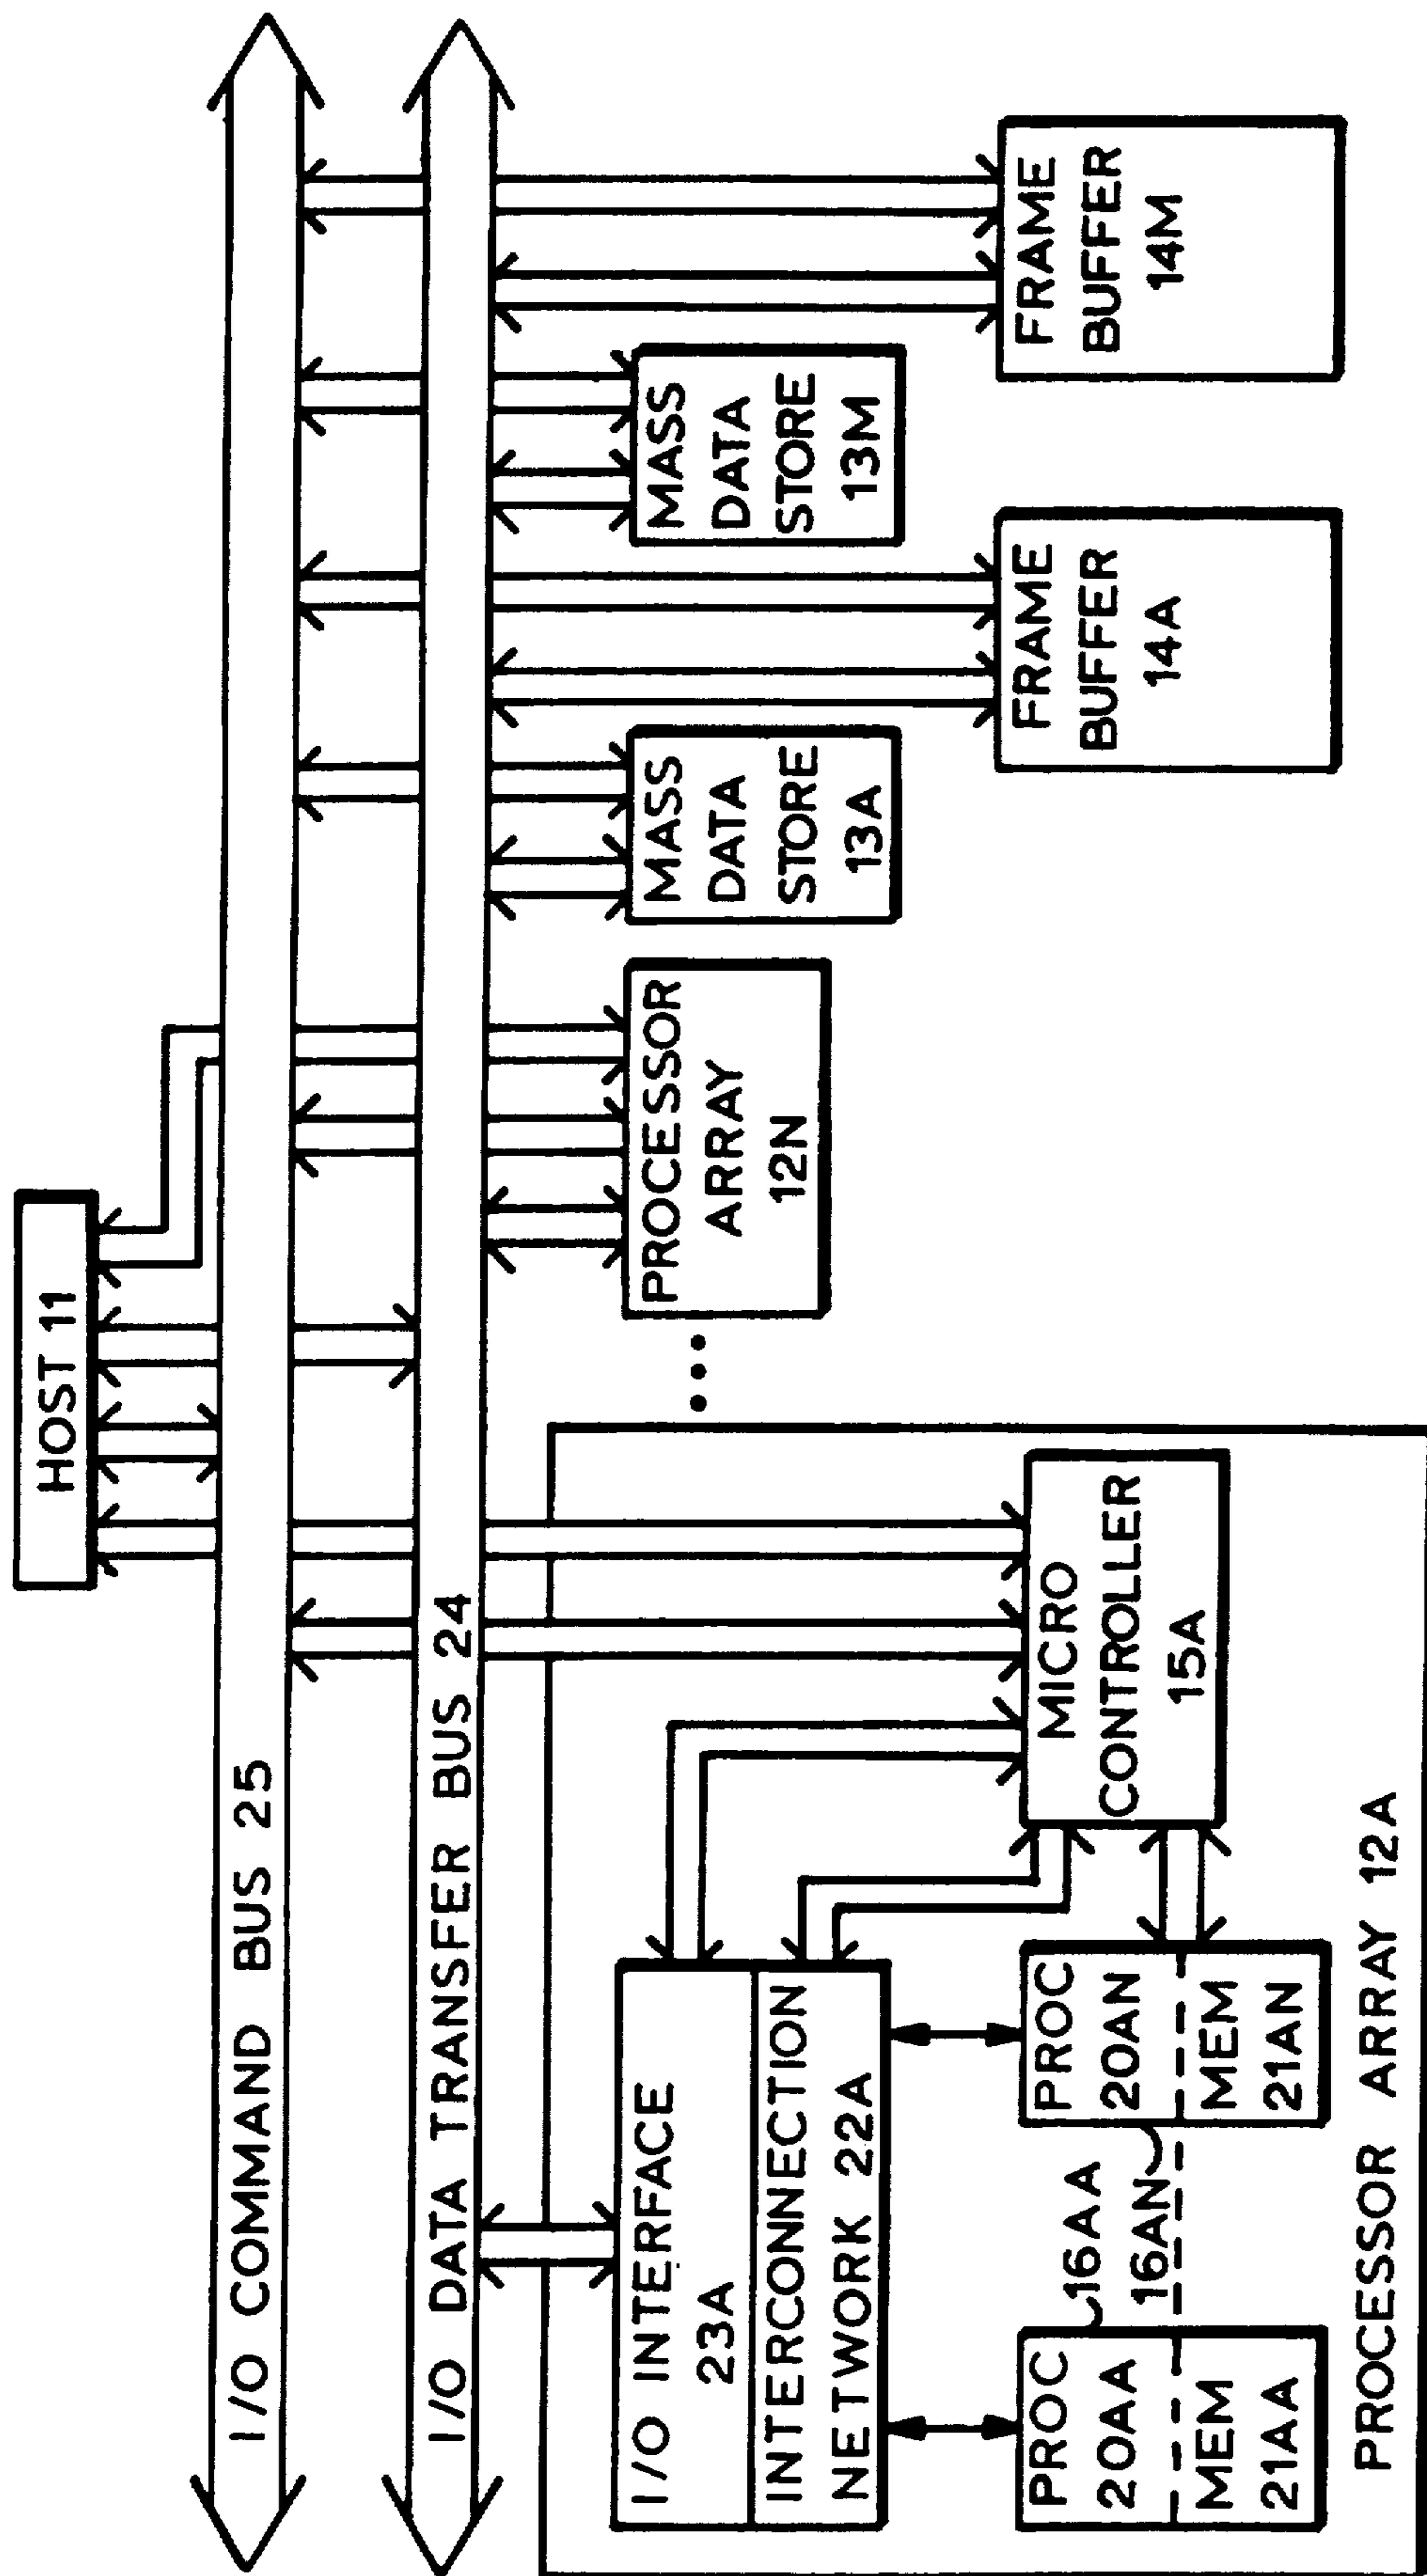 HOST 11
I/O COMMAND BUS 25
I/O DATA TRANSFER BUS 24
I/O INTERFACE
23A
INTERCONNECTION
NETWORK 22A
PROC
20AA
MEM
21AA
16AA
16AN
PROC
20AN
MEM
21AN
MICRO
CONTROLLER
15A
PROCESSOR ARRAY 12A
PROCESSOR
ARRAY
12N
MASS
DATA
STORE
13A
FRAME
BUFFER
14A
MASS
DATA
STORE
13M
FRAME
BUFFER
14M